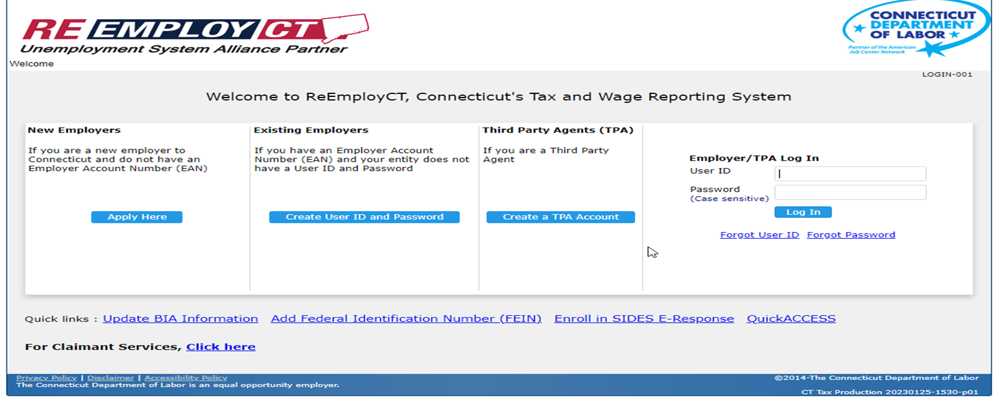 REEMPLOYCT
Unemployment System Alliance Partner
CONNECTICUT
DEPARTMENT
OF LABOR
Partner of the American
Job Center Network
Welcome
LOGIN-001
Welcome to ReEmployCT, Connecticut's Tax and Wage Reporting System
New Employers
If you are a new employer to
Connecticut and do not have an
Employer Account Number (EAN)
Apply Here
Existing Employers
If you have an Employer Account
Number (EAN) and your entity does not
have a User ID and Password
Create User ID and Password
Third Party Agents (TPA)
If you are a Third Party
Agent
Create a TPA Account
Employer/TPA Log In
User ID
Password
(Case sensitive)
Log In
Forgot User ID Forgot Password
Quick links : Update BIA Information Add Federal Identification Number (FEIN) Enroll in SIDES E-Response QuickACCESS
For Claimant Services, Click here
Privacy Policy | Disclaimer | Accessibility Policy
The Connecticut Department of Labor is an equal opportunity employer.
©2014-The Connecticut Department of Labor
CT Tax Production 20230125-1530-p01